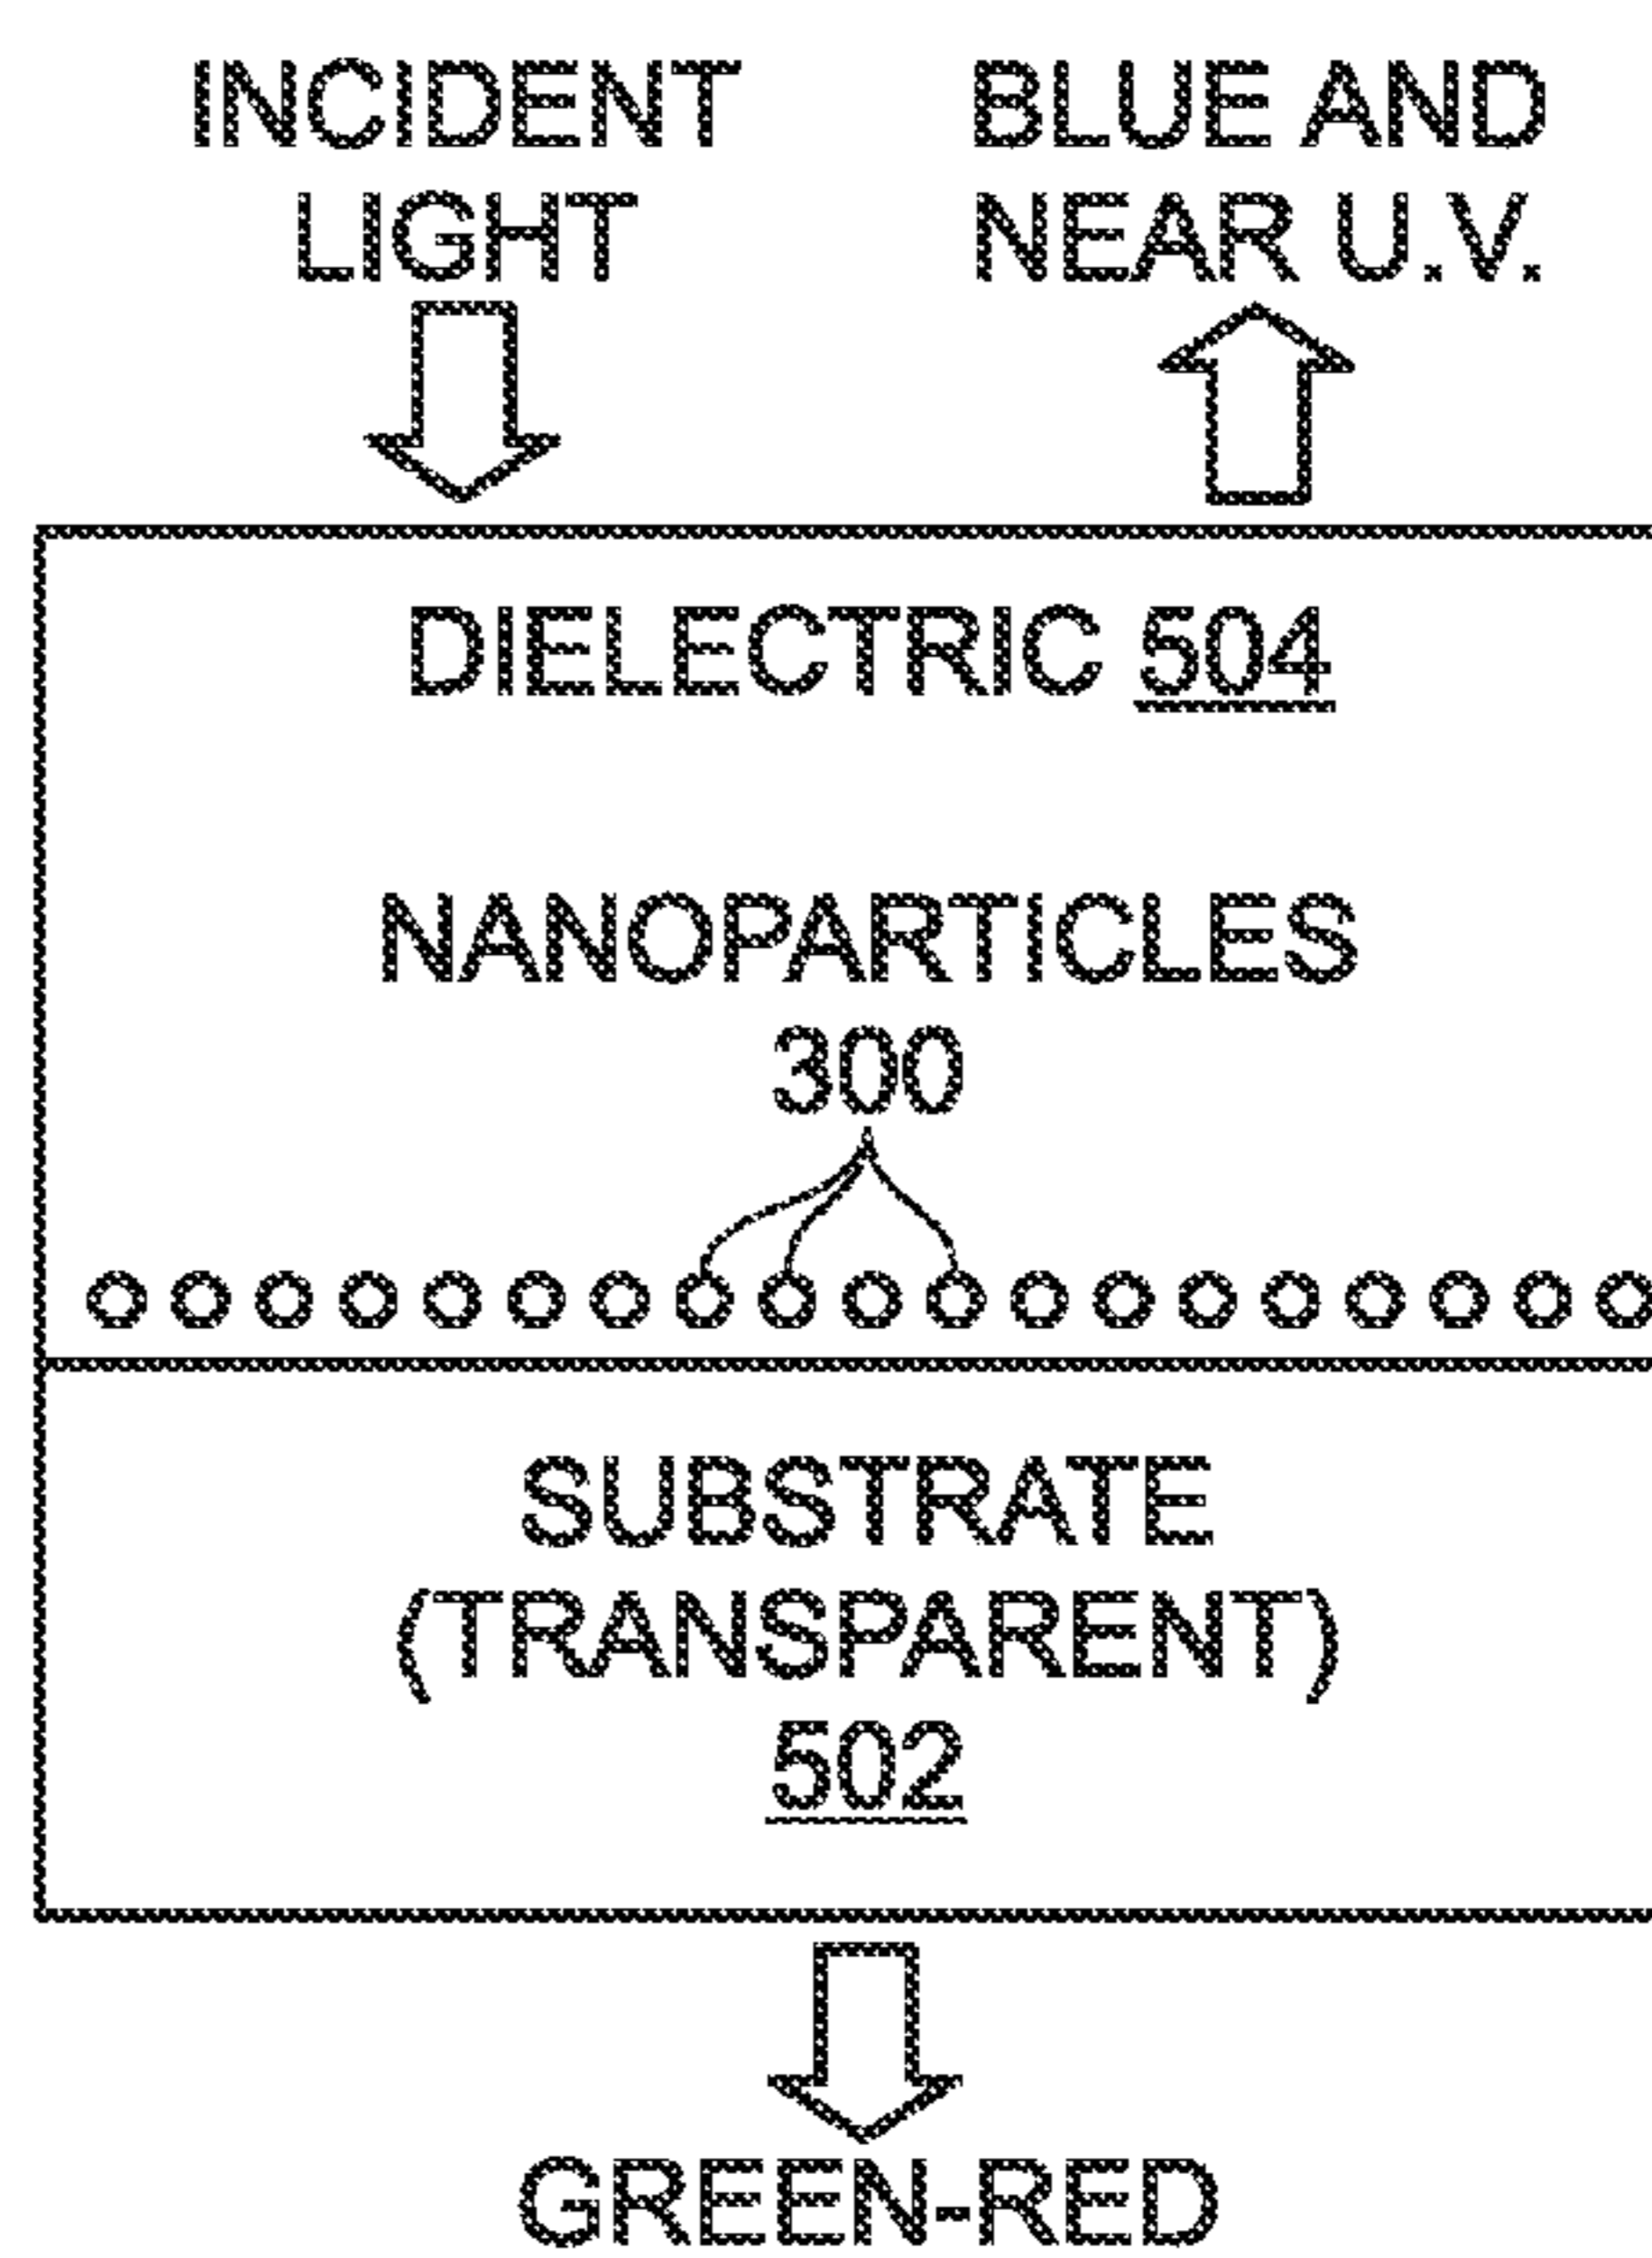 INCIDENT
LIGHT
BLUE AND
NEAR U.V.
DIELECTRIC 504
NANOPARTICLES
300
SUBSTRATE
(TRANSPARENT)
502
GREEN-RED